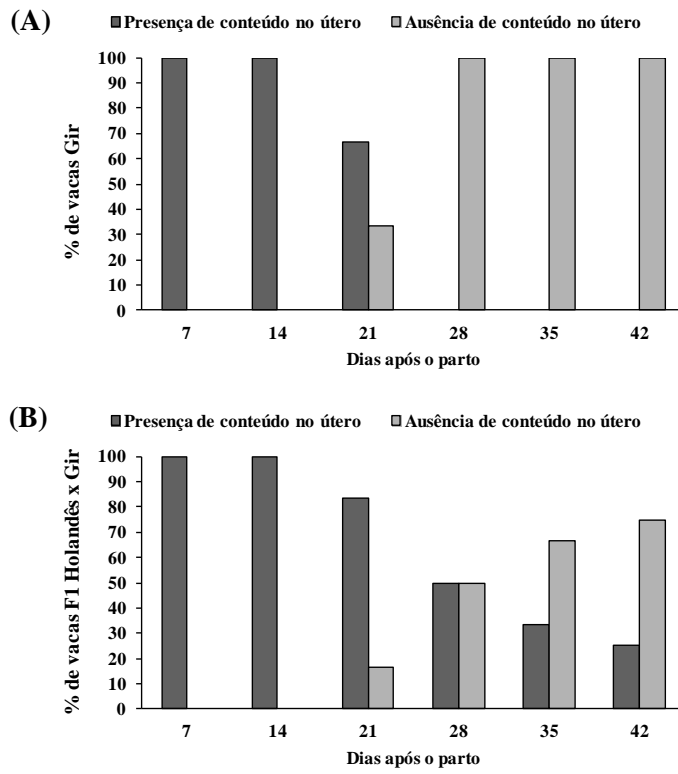 (A)
Presença de conteúdo no útero Ausência de conteúdo no útero
% de vacas Gir
100
90
80
70
60
50
40
30
20
10
0
7 14 21 28 35 42
Dias após o parto
(B)
Presença de conteúdo no útero Ausência de conteúdo no útero
% de vacas F1 Holandês x Gir
100
90
80
70
60
50
40
30
20
10
0
7 14 21 28 35 42
Dias após o parto